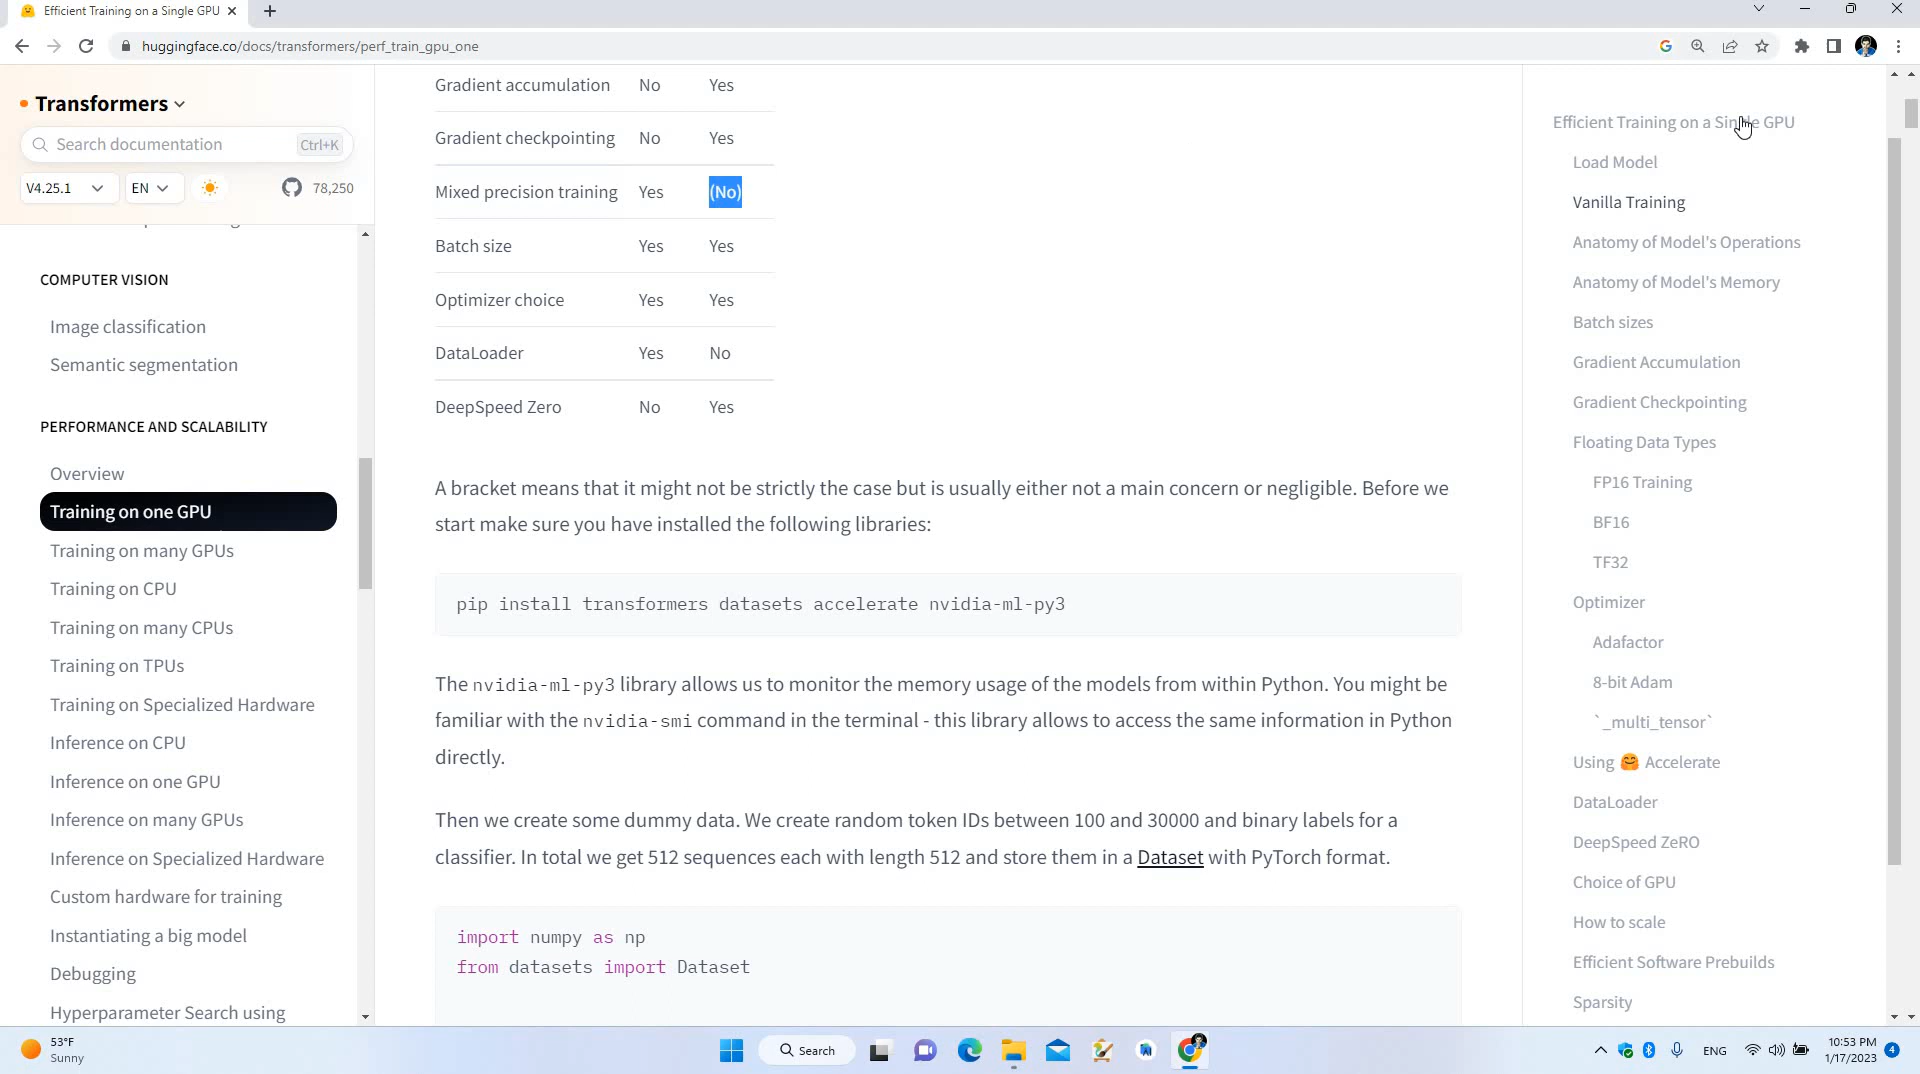 Efficient Training on a Single GPU
huggingface.co/docs/transformers/perf_train_gpu_one
Transformers
Search documentation Ctrl+K
V4.25.1 EN 78,250
COMPUTER VISION
Image classification
Semantic segmentation
PERFORMANCE AND SCALABILITY
Overview
Training on one GPU
Training on many GPUs
Training on CPU
Training on many CPUs
Training on TPUs
Training on Specialized Hardware
Inference on CPU
Inference on one GPU
Inference on many GPUs
Inference on Specialized Hardware
Custom hardware for training
Instantiating a big model
Debugging
Hyperparameter Search using
Gradient accumulation No Yes
Gradient checkpointing No Yes
Mixed precision training Yes (No)
Batch size Yes Yes
Optimizer choice Yes Yes
DataLoader Yes No
DeepSpeed Zero No Yes
A bracket means that it might not be strictly the case but is usually either not a main concern or negligible. Before we
start make sure you have installed the following libraries:
pip install transformers datasets accelerate nvidia-ml-py3
The nvidia-ml-py3 library allows us to monitor the memory usage of the models from within Python. You might be
familiar with the nvidia-smi command in the terminal - this library allows to access the same information in Python
directly.
Then we create some dummy data. We create random token IDs between 100 and 30000 and binary labels for a
classifier. In total we get 512 sequences each with length 512 and store them in a Dataset with PyTorch format.
import numpy as np
from datasets import Dataset
Efficient Training on a Single GPU
Load Model
Vanilla Training
Anatomy of Model's Operations
Anatomy of Model's Memory
Batch sizes
Gradient Accumulation
Gradient Checkpointing
Floating Data Types
FP16 Training
BF16
TF32
Optimizer
Adafactor
8-bit Adam
`_multi_tensor`
Using 🤗 Accelerate
DataLoader
DeepSpeed ZeRO
Choice of GPU
How to scale
Efficient Software Prebuilds
Sparsity
53°F
Sunny
Search
ENG
10:53 PM
1/17/2023
4